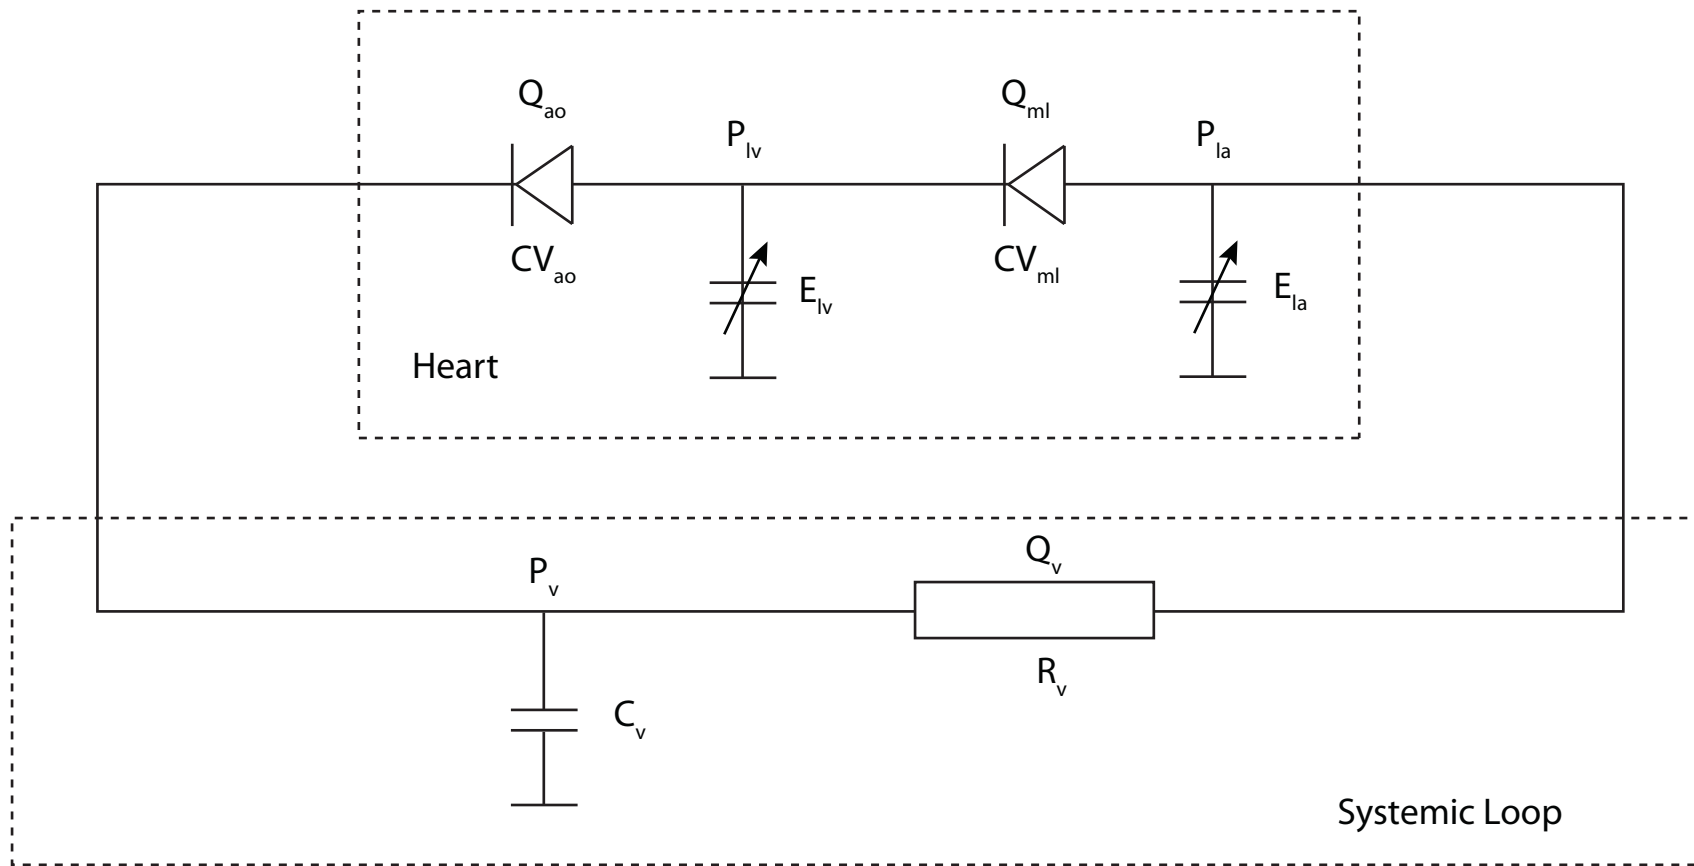 Q_ao
Q_ml
P_lv
P_la
CV_ao
CV_ml
E_lv
E_la
Heart
Q_v
P_v
R_v
C_v
Systemic Loop